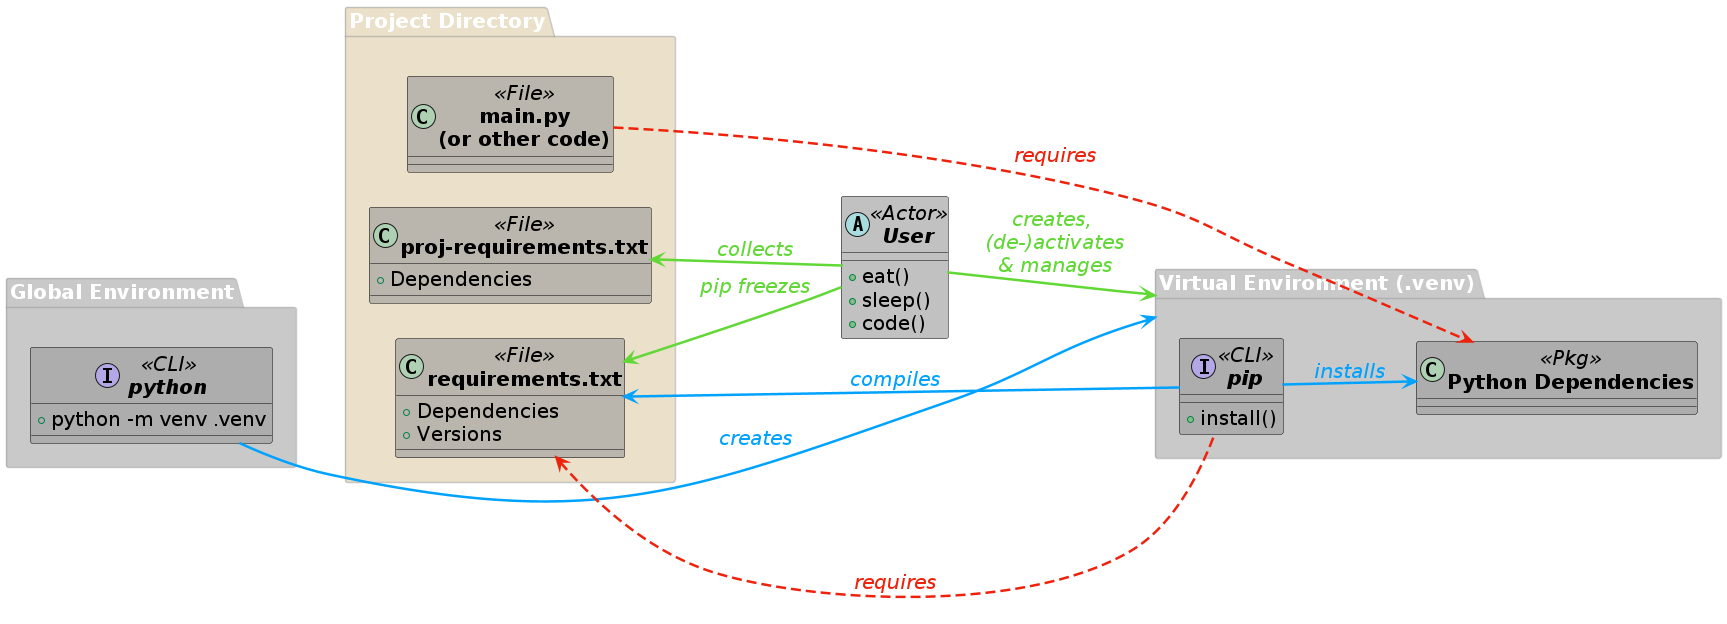 Project Directory
«File»
C
main.py
(or other code)
requires
«File»
C
proj-requirements.txt
Dependencies
«Actor»
A
User
eat()
sleep()
code()
collects
pip freezes
creates,
(de-)activates
& manages
Global Environment
«CLI»
I
python
python -m venv .venv
«File»
C
requirements.txt
Dependencies
Versions
compiles
creates
Virtual Environment (.venv)
«CLI»
I
pip
install()
installs
«Pkg»
C
Python Dependencies
requires